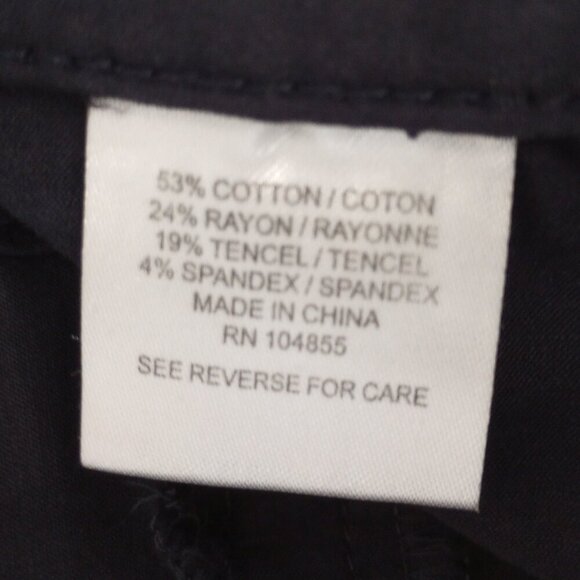 53% COTTON / COTON
24% RAYON / RAYONNE
19% TENCEL / TENCEL
4% SPANDEX / SPANDEX
MADE IN CHINA
RN 104855
SEE REVERSE FOR CARE